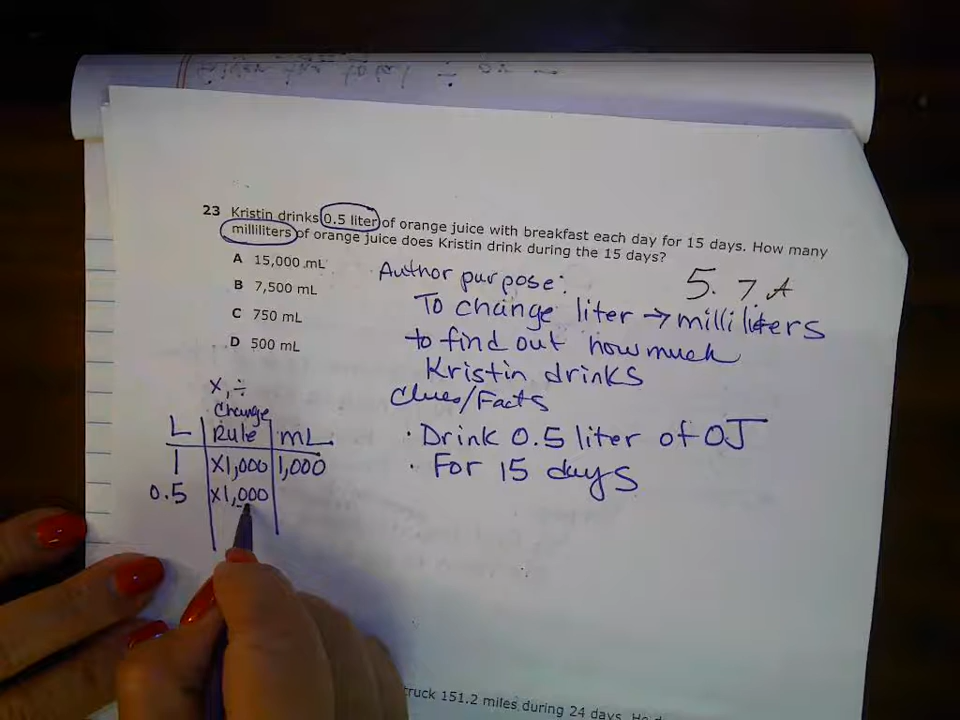 23 Kristin drinks 0.5 liter of orange juice with breakfast each day for 15 days. How many
milliliters of orange juice does Kristin drink during the 15 days?
A 15,000 mL
B 7,500 mL
C 750 mL
D 500 mL
5.7A
Author purpose:
To change liter → milliliters
to find out how much
Kristin drinks
Clues/Facts
· Drink 0.5 liter of OJ
· For 15 days
x, ÷
Change
L Rule mL
1 x1,000 1,000
0.5 x1,000
truck 151.2 miles during 24 days. He d